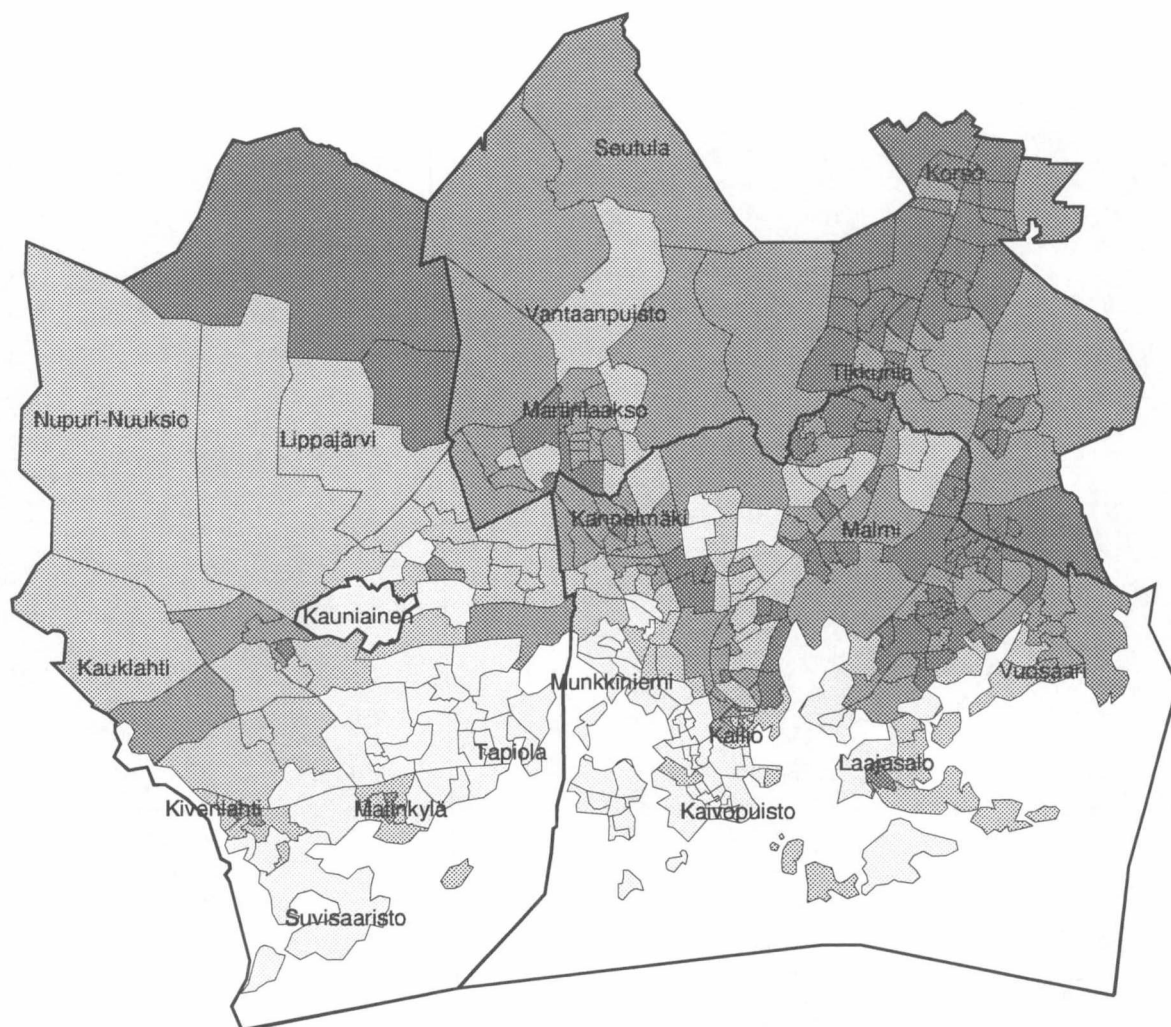 Seutula
Korso
Vantaanpuisto
Tikkurila
Martinlaakso
Nupuri-Nuuksio
Lippajärvi
Kannelmäki
Malmi
Kauniainen
Kauklahti
Vuosaari
Munkkiniemi
Kallio
Tapiola
Laajasalo
Kivenlahti
Matinkylä
Kaivopuisto
Suvisaaristo